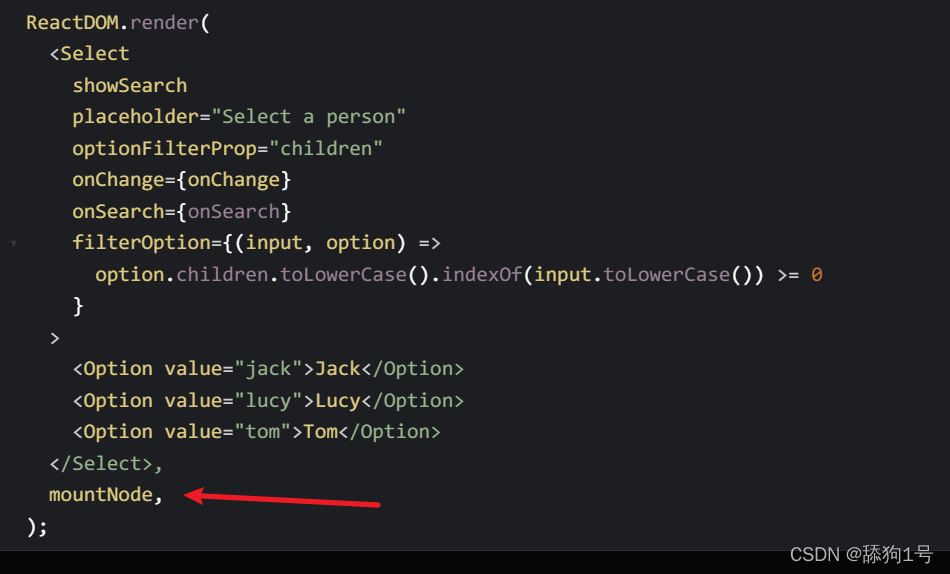 ReactDOM.render(
<Select
showSearch
placeholder="Select a person"
optionFilterProp="children"
onChange={onChange}
onSearch={onSearch}
filterOption={(input, option) =>
option.children.toLowerCase().indexOf(input.toLowerCase()) >= 0
}
>
<Option value="jack">Jack</Option>
<Option value="lucy">Lucy</Option>
<Option value="tom">Tom</Option>
</Select>,
mountNode,
);
CSDN @舔狗1号